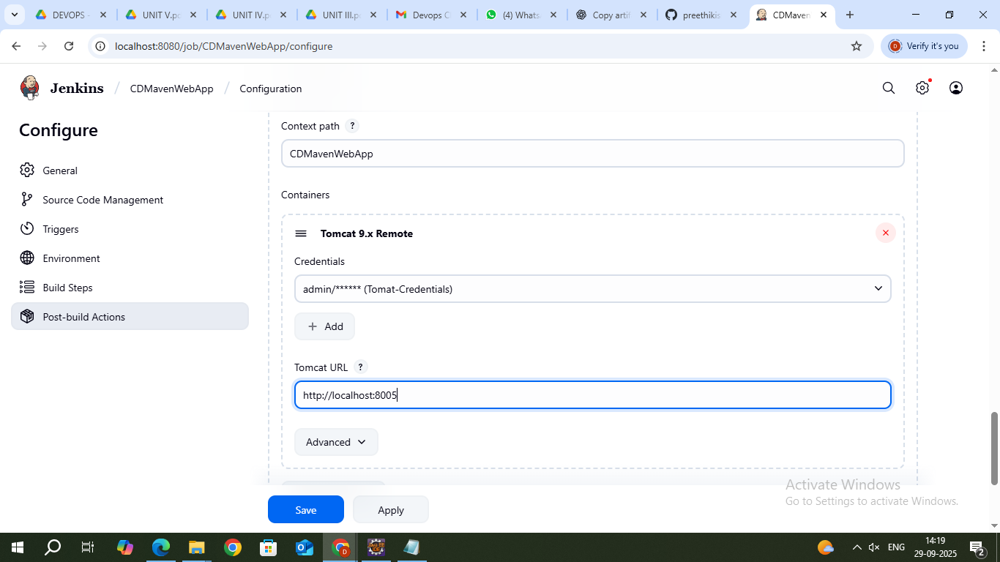 DEVOPS -
UNIT V.p
UNIT IV.p
UNIT III.p
Devops C
(4) Whats
Copy artif
preethikis
CDMaven
localhost:8080/job/CDMavenWebApp/configure
Verify it's you
Jenkins / CDMavenWebApp / Configuration
Configure
General
Source Code Management
Triggers
Environment
Build Steps
Post-build Actions
Context path ?
CDMavenWebApp
Containers
Tomcat 9.x Remote
Credentials
admin/****** (Tomat-Credentials)
+ Add
Tomcat URL ?
http://localhost:8005
Advanced
Save
Apply
Activate Windows
Go to Settings to activate Windows.
ENG
14:19
29-09-2025
2